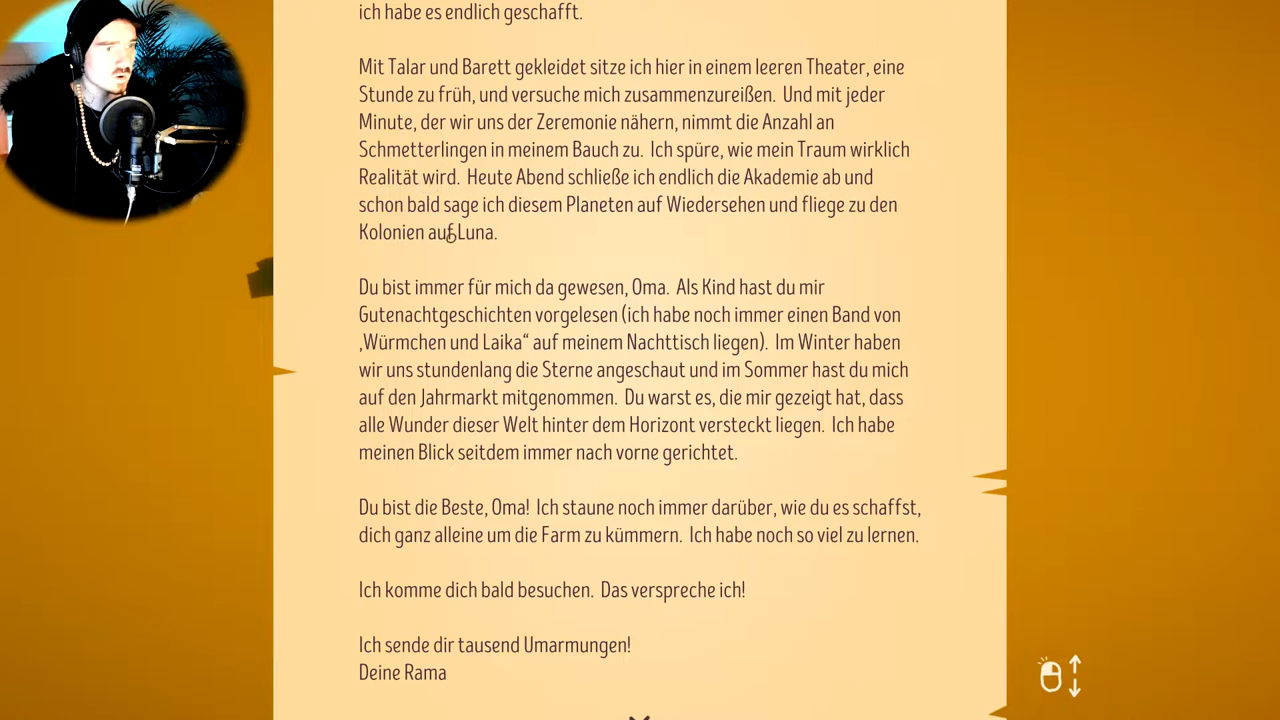 ich habe es endlich geschafft.
Mit Talar und Barett gekleidet sitze ich hier in einem leeren Theater, eine
Stunde zu früh, und versuche mich zusammenzureißen. Und mit jeder
Minute, der wir uns der Zeremonie nähern, nimmt die Anzahl an
Schmetterlingen in meinem Bauch zu. Ich spüre, wie mein Traum wirklich
Realität wird. Heute Abend schließe ich endlich die Akademie ab und
schon bald sage ich diesem Planeten auf Wiedersehen und fliege zu den
Kolonien auf Luna.
Du bist immer für mich da gewesen, Oma. Als Kind hast du mir
Gutenachtgeschichten vorgelesen (ich habe noch immer einen Band von
‚Würmchen und Laika“ auf meinem Nachttisch liegen). Im Winter haben
wir uns stundenlang die Sterne angeschaut und im Sommer hast du mich
auf den Jahrmarkt mitgenommen. Du warst es, die mir gezeigt hat, dass
alle Wunder dieser Welt hinter dem Horizont versteckt liegen. Ich habe
meinen Blick seitdem immer nach vorne gerichtet.
Du bist die Beste, Oma! Ich staune noch immer darüber, wie du es schaffst,
dich ganz alleine um die Farm zu kümmern. Ich habe noch so viel zu lernen.
Ich komme dich bald besuchen. Das verspreche ich!
Ich sende dir tausend Umarmungen!
Deine Rama